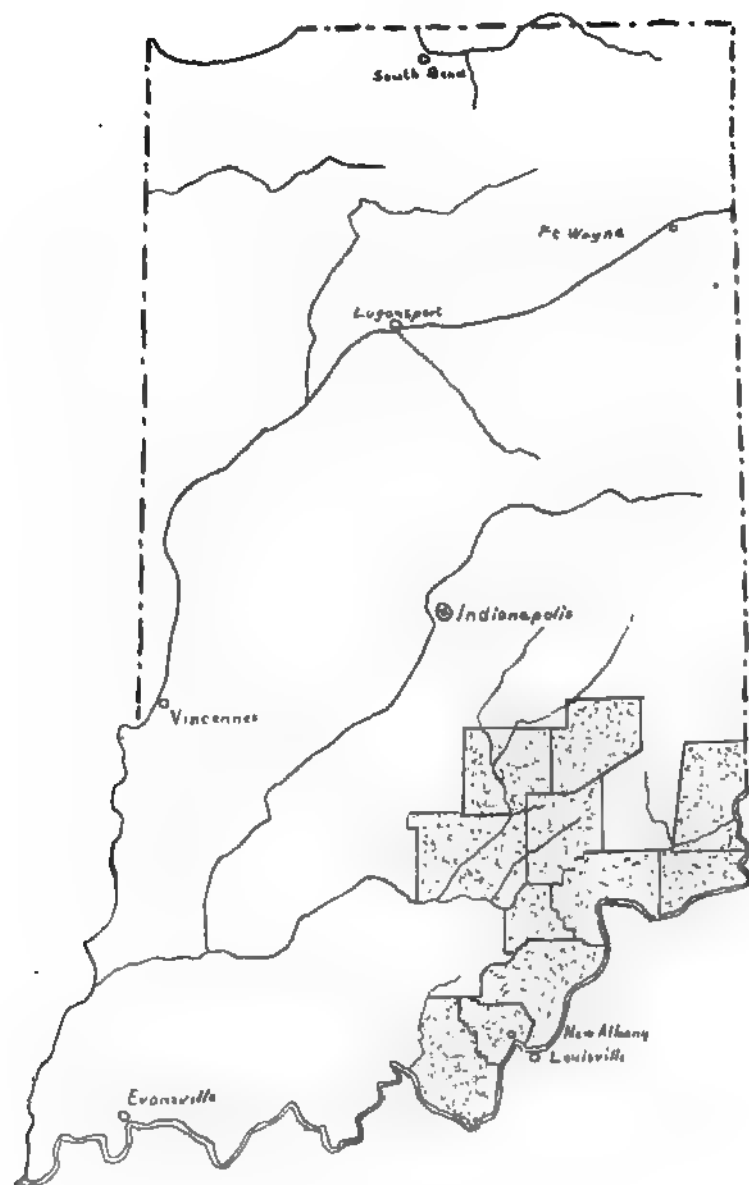 South Bend
Ft Wayne
Logansport
Indianapolis
Vincennes
New Albany
Louisville
Evansville